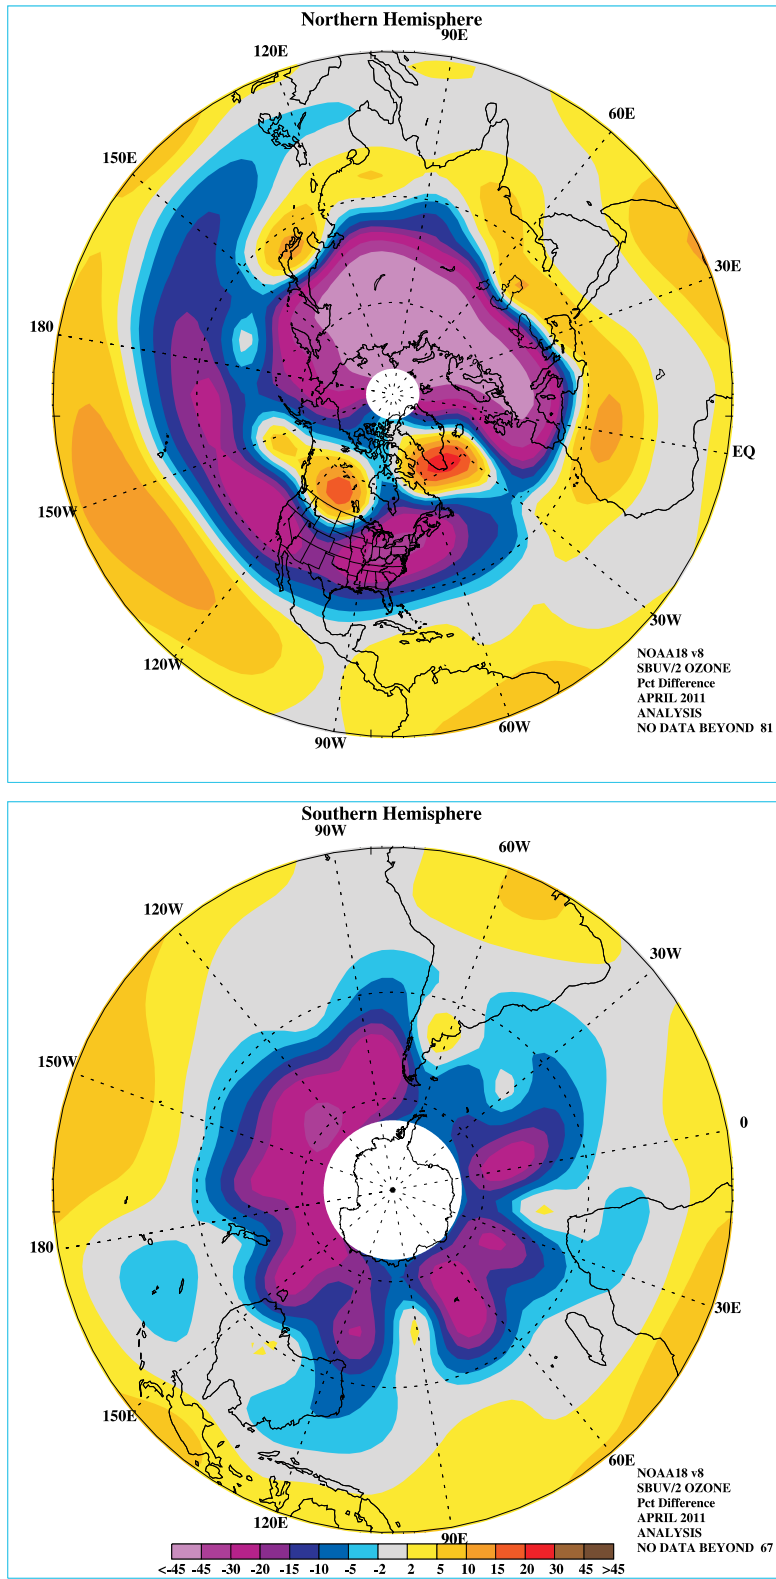 Northern Hemisphere
90E
120E
60E
150E
30E
180
EQ
150W
30W
120W
60W
90W
NOAA18 v8
SBUV/2 OZONE
Pct Difference
APRIL 2011
ANALYSIS
NO DATA BEYOND 81
Southern Hemisphere
90W
60W
120W
30W
150W
0
180
30E
150E
60E
120E
90E
NOAA18 v8
SBUV/2 OZONE
Pct Difference
APRIL 2011
ANALYSIS
NO DATA BEYOND 67
<-45 -45 -30 -20 -15 -10 -5 -2 2 5 10 15 20 30 45 >45